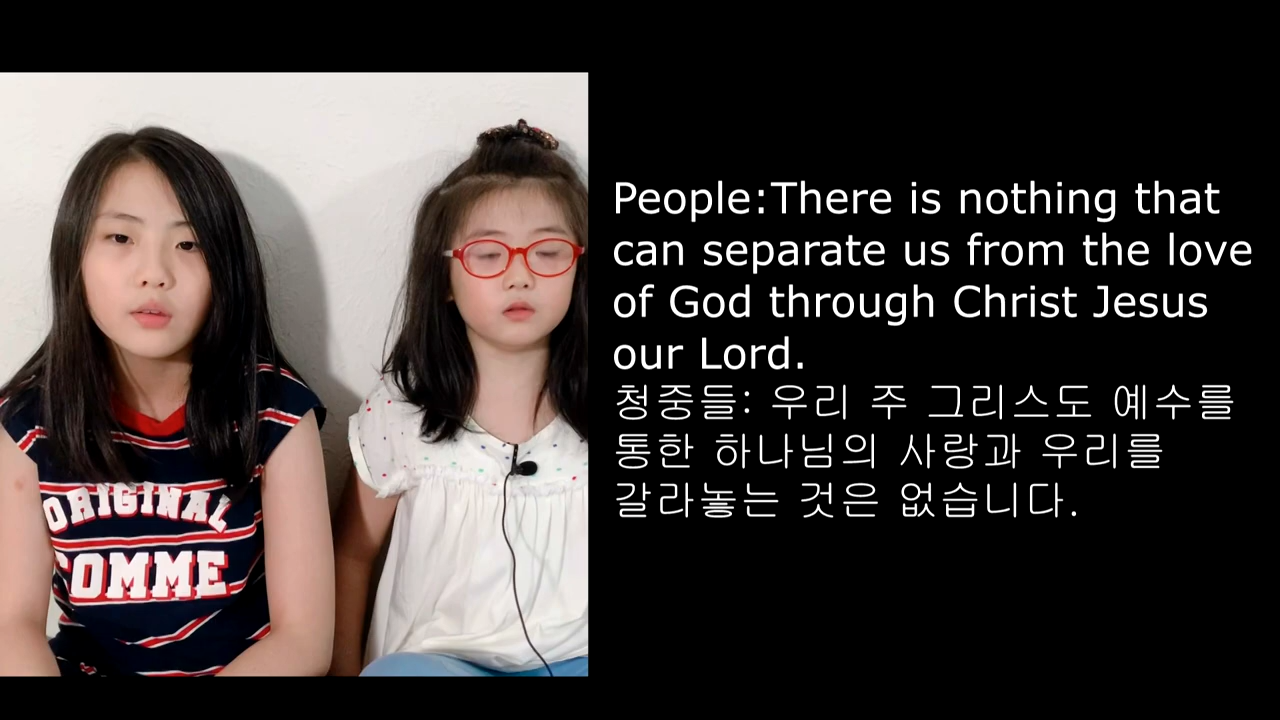 People:There is nothing that
can separate us from the love
of God through Christ Jesus
our Lord.
청중들: 우리 주 그리스도 예수를
통한 하나님의 사랑과 우리를
갈라놓는 것은 없습니다.
ORIGINAL
COMME